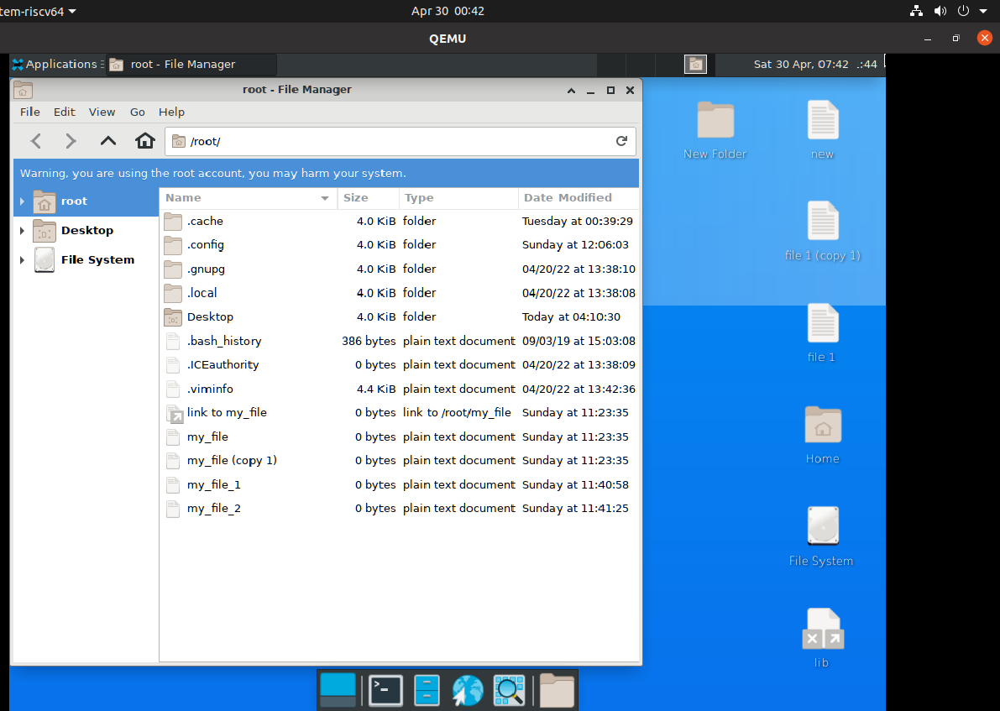 tem-riscv64 Apr 30 00:42
QEMU
Applications root - File Manager Sat 30 Apr, 07:42 .:44
root - File Manager
File Edit View Go Help
/root/
Warning, you are using the root account, you may harm your system.
root
Desktop
File System
Name Size Type Date Modified
.cache 4.0 KiB folder Tuesday at 00:39:29
.config 4.0 KiB folder Sunday at 12:06:03
.gnupg 4.0 KiB folder 04/20/22 at 13:38:10
.local 4.0 KiB folder 04/20/22 at 13:38:08
Desktop 4.0 KiB folder Today at 04:10:30
.bash_history 386 bytes plain text document 09/03/19 at 15:03:08
.ICEauthority 0 bytes plain text document 04/20/22 at 13:38:09
.viminfo 4.4 KiB plain text document 04/20/22 at 13:42:36
link to my_file 0 bytes link to /root/my_file Sunday at 11:23:35
my_file 0 bytes plain text document Sunday at 11:23:35
my_file (copy 1) 0 bytes plain text document Sunday at 11:23:35
my_file_1 0 bytes plain text document Sunday at 11:40:58
my_file_2 0 bytes plain text document Sunday at 11:41:25
New Folder
new
file 1 (copy 1)
file 1
Home
File System
lib